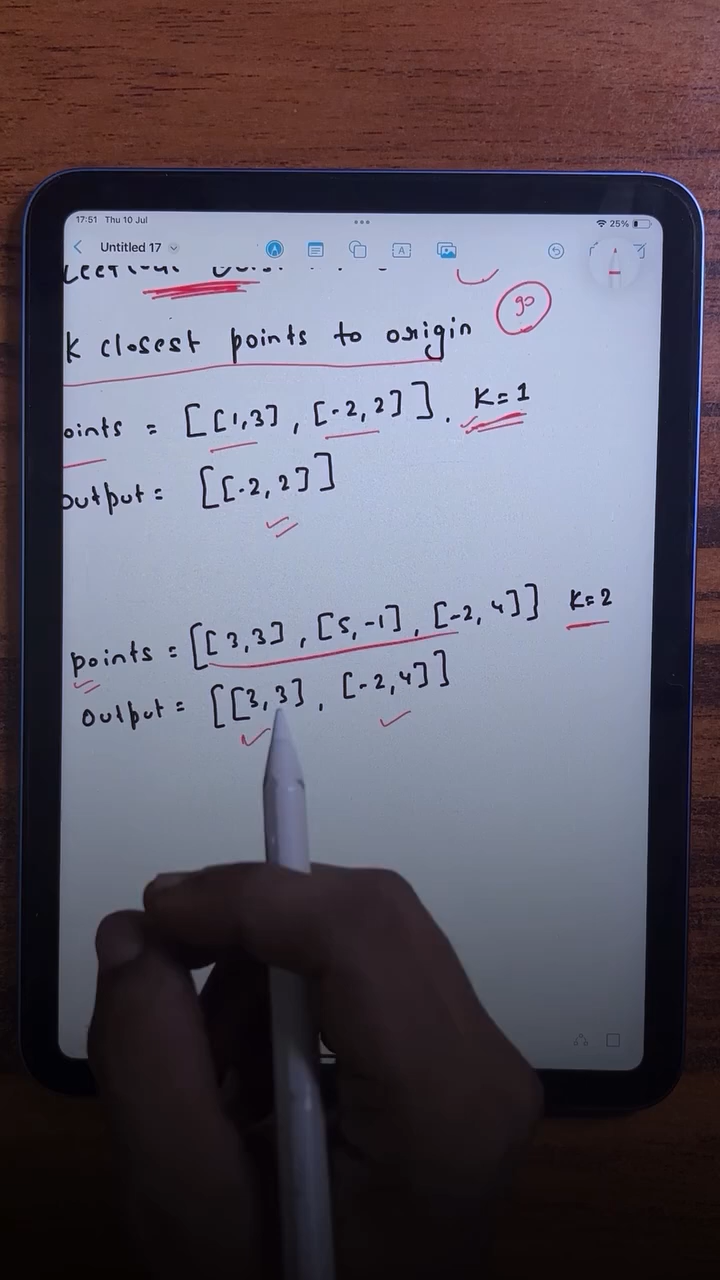 17:51 Thu 10 Jul
25%
Untitled 17
A
90
K closest points to origin
oints = [[1,3], [-2,2]]. K=1
output = [[-2,2]]
points = [[3,3], [5,-1], [-2,4]] K=2
output = [[3,3], [-2,4]]